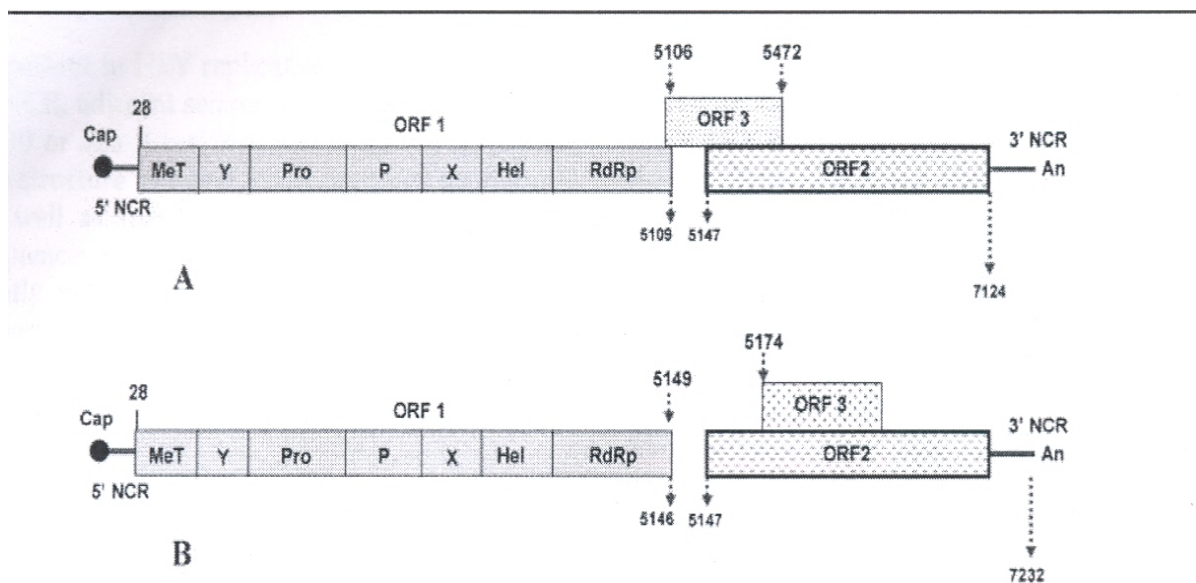 5106 5472
28 ORF 3
Cap ORF 1 3' NCR
MeT Y Pro P X Hel RdRp ORF2 An
5' NCR 5109 5147
A 7124
5174
28 5149
Cap ORF 1 ORF 3 3' NCR
MeT Y Pro P. X Hel RdRp ORF2 An
5' NCR 5146 5147
B 7232